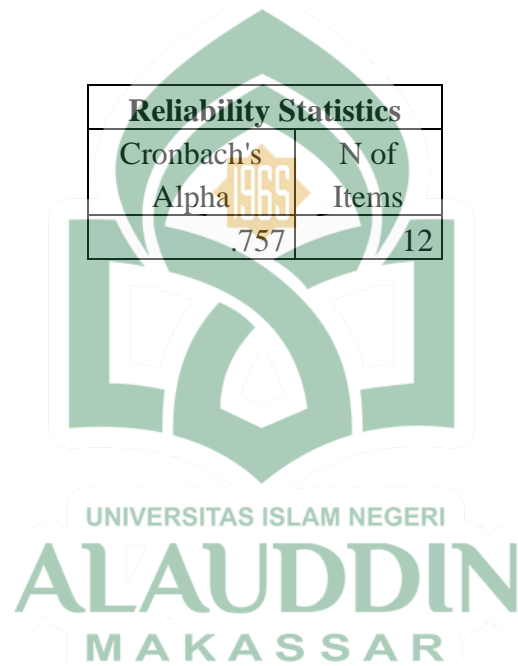 Reliability Statistics
Cronbach's Alpha
N of Items
.757
12
1965
UNIVERSITAS ISLAM NEGERI
ALAUDDIN
MAKASSAR